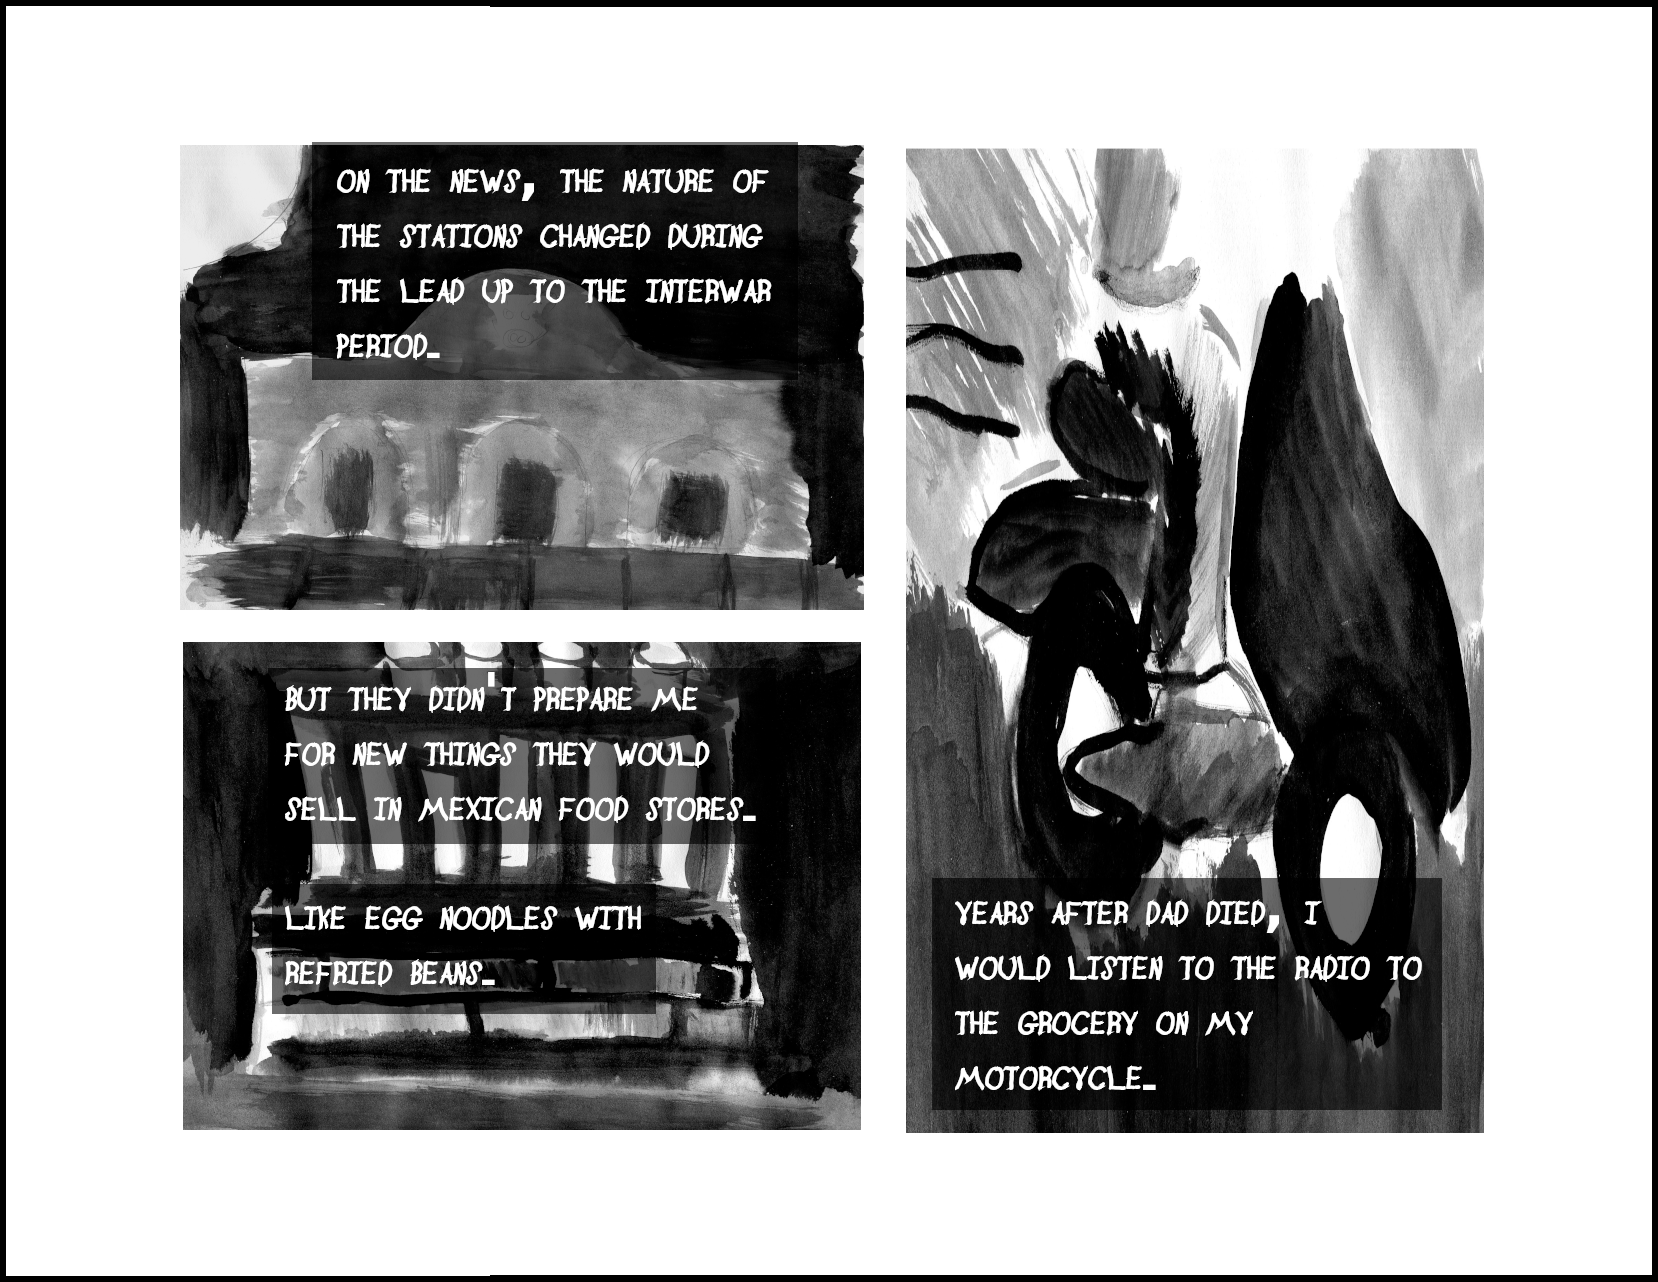 ON THE NEWS, THE NATURE OF
THE STATIONS CHANGED DURING
THE LEAD UP TO THE INTERWAR
PERIOD.
BUT THEY DIDN'T PREPARE ME
FOR NEW THINGS THEY WOULD
SELL IN MEXICAN FOOD STORES.
LIKE EGG NOODLES WITH
REFRIED BEANS.
YEARS AFTER DAD DIED, I
WOULD LISTEN TO THE RADIO TO
THE GROCERY ON MY
MOTORCYCLE.